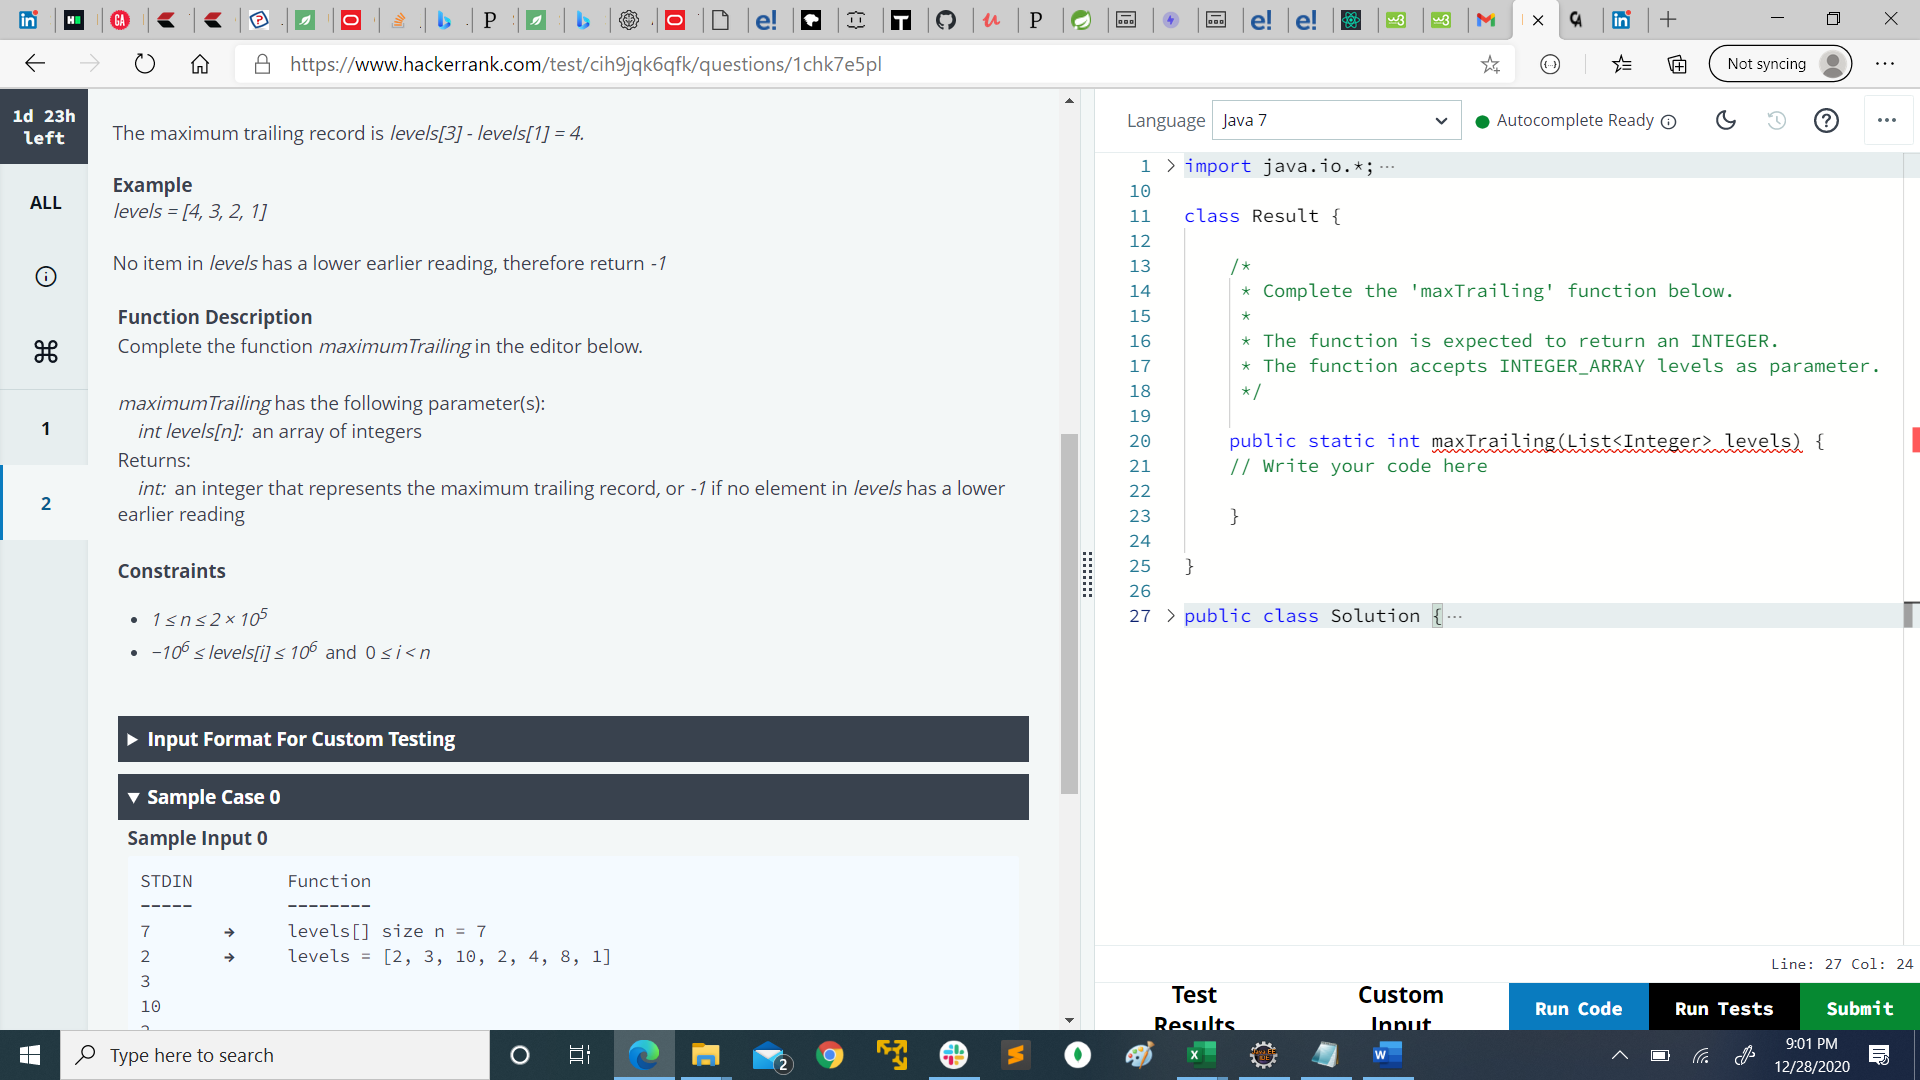 https://www.hackerrank.com/test/cih9jqk6qfk/questions/1chk7e5pl
Not syncing
1d 23h
left
ALL
1
2
The maximum trailing record is levels[3] - levels[1] = 4.
Example
levels = [4, 3, 2, 1]
No item in levels has a lower earlier reading, therefore return -1
Function Description
Complete the function maximumTrailing in the editor below.
maximumTrailing has the following parameter(s):
int levels[n]: an array of integers
Returns:
int: an integer that represents the maximum trailing record, or -1 if no element in levels has a lower
earlier reading
Constraints
• 1 ≤ n ≤ 2 × 10^5
• −10^6 ≤ levels[i] ≤ 10^6 and 0 ≤ i < n
Input Format For Custom Testing
Sample Case 0
Sample Input 0
STDIN Function
----- --------
7 → levels[] size n = 7
2 → levels = [2, 3, 10, 2, 4, 8, 1]
3
10
Language Java 7 Autocomplete Ready
1 import java.io.*; ...
10
11 class Result {
12
13 /*
14 * Complete the 'maxTrailing' function below.
15 *
16 * The function is expected to return an INTEGER.
17 * The function accepts INTEGER_ARRAY levels as parameter.
18 */
19
20 public static int maxTrailing(List<Integer> levels) {
21 // Write your code here
22
23 }
24
25 }
26
27 public class Solution { ...
Line: 27 Col: 24
Test
Results
Custom
Input
Run Code
Run Tests
Submit
Type here to search
2
9:01 PM
12/28/2020